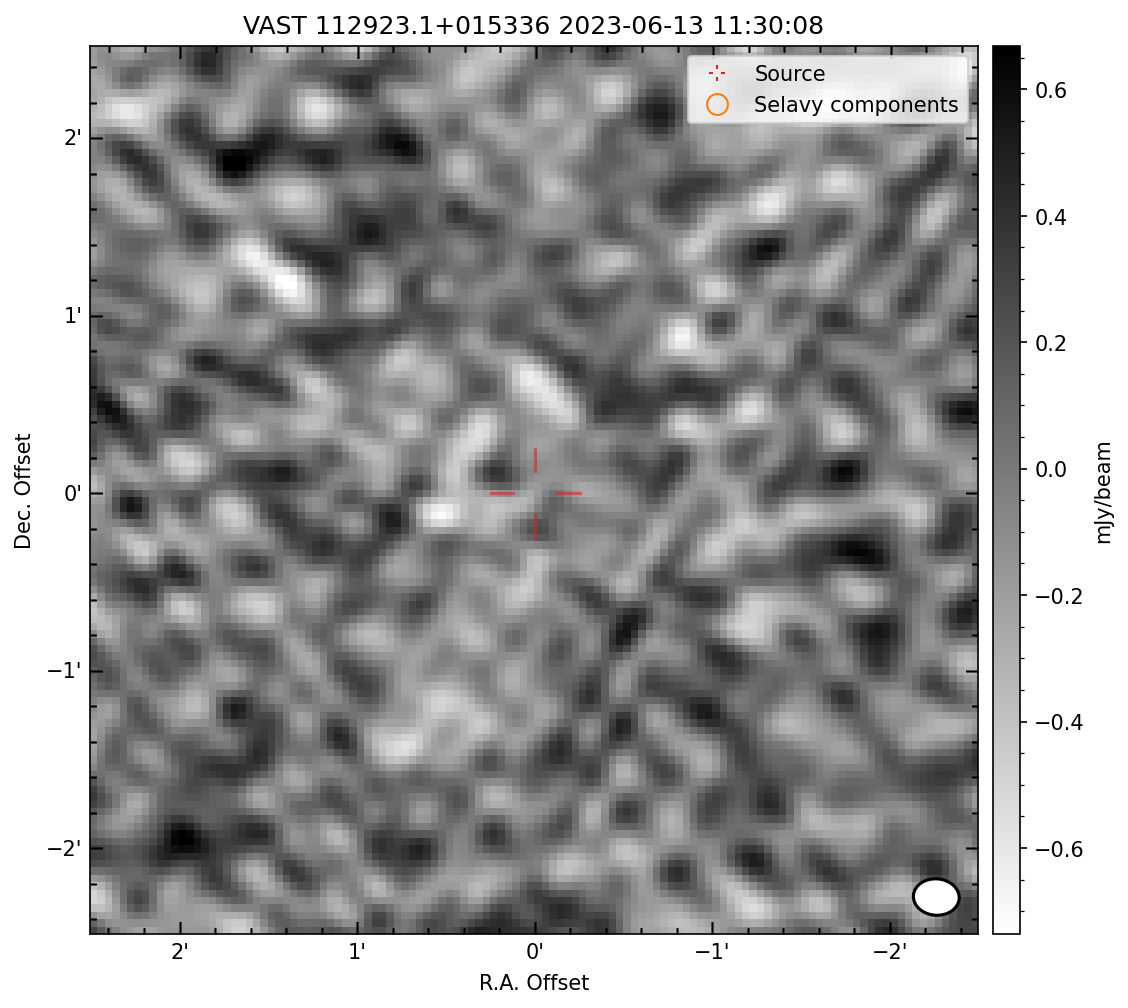 VAST 112923.1+015336 2023-06-13 11:30:08
Source
Selavy components
2'
1'
0'
−1'
−2'
Dec. Offset
2'
1'
0'
−1'
−2'
R.A. Offset
0.6
0.4
0.2
0.0
−0.2
−0.4
−0.6
mJy/beam